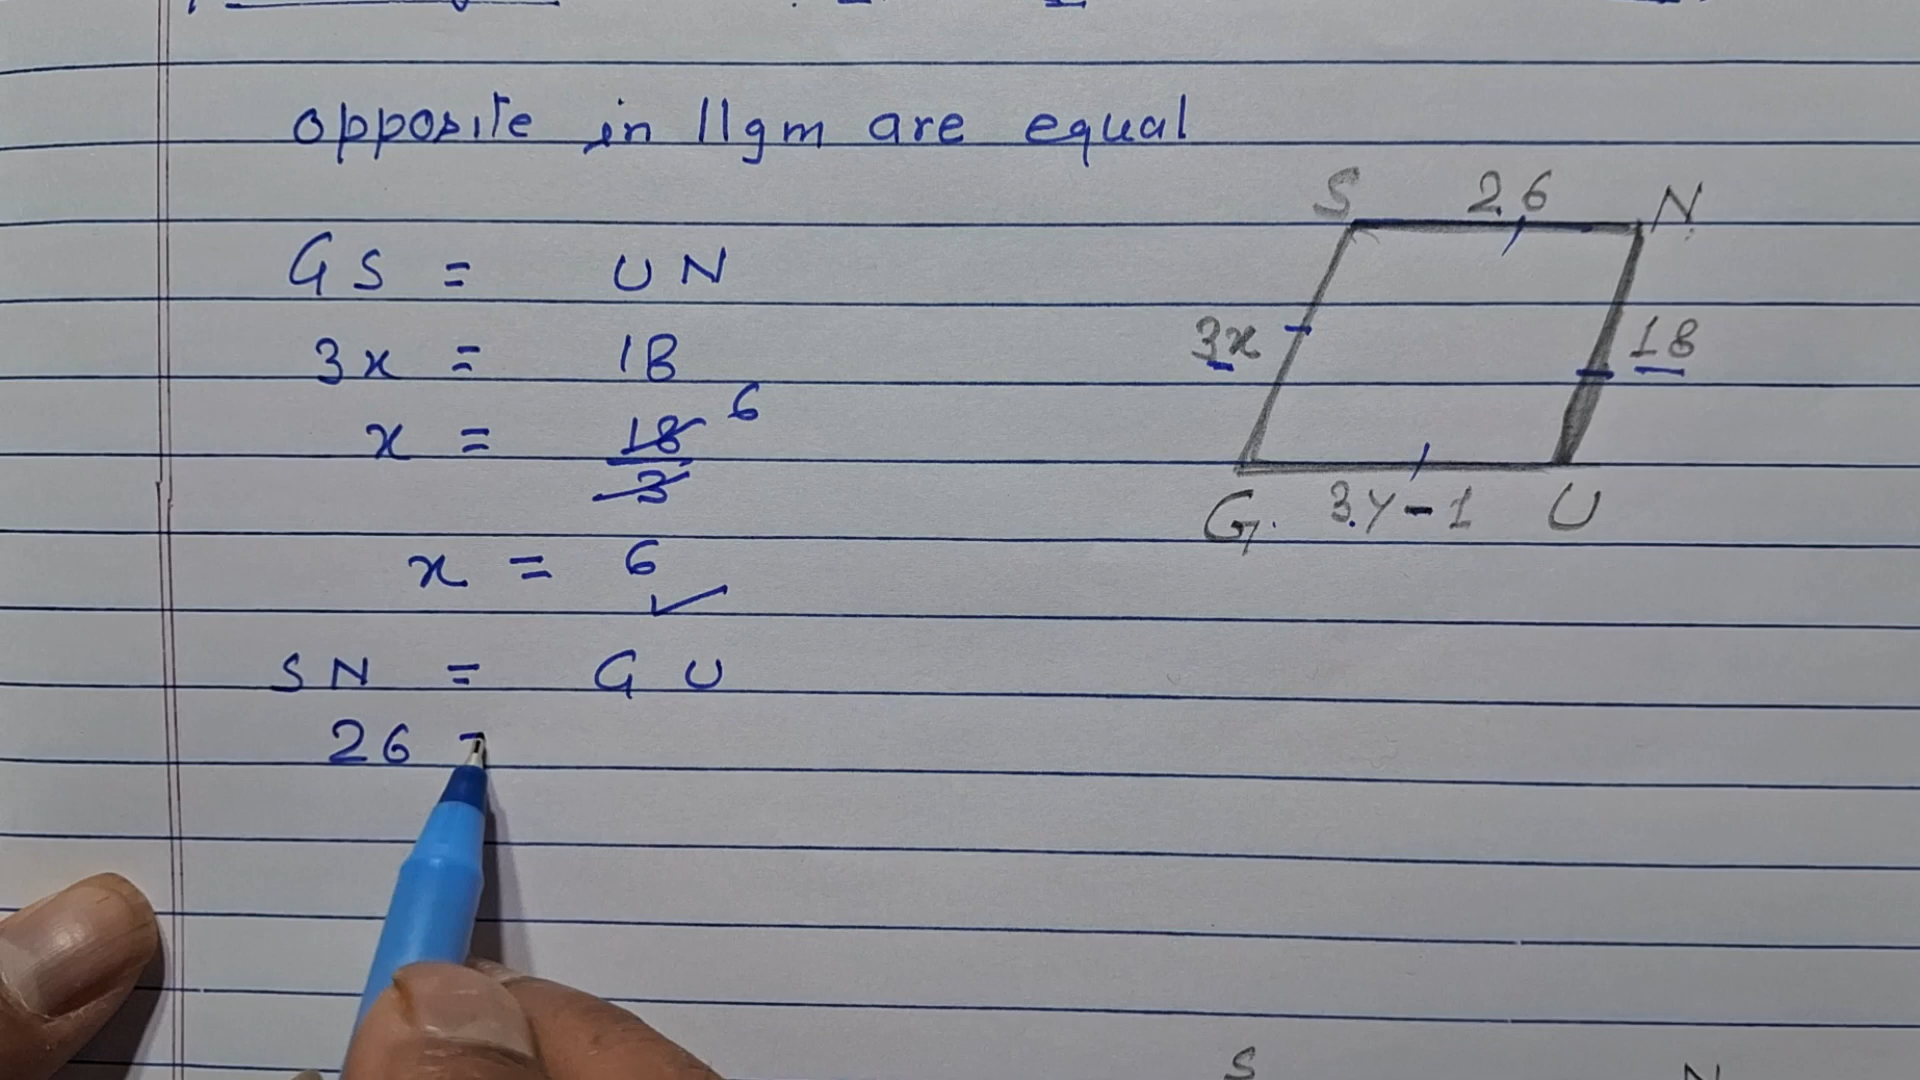 opposite in llgm are equal
GS = UN
3x = 18
x = 18 6
3
x = 6
SN = GU
26 =
S 26 N
3x 18
G 3y-1 U
S N